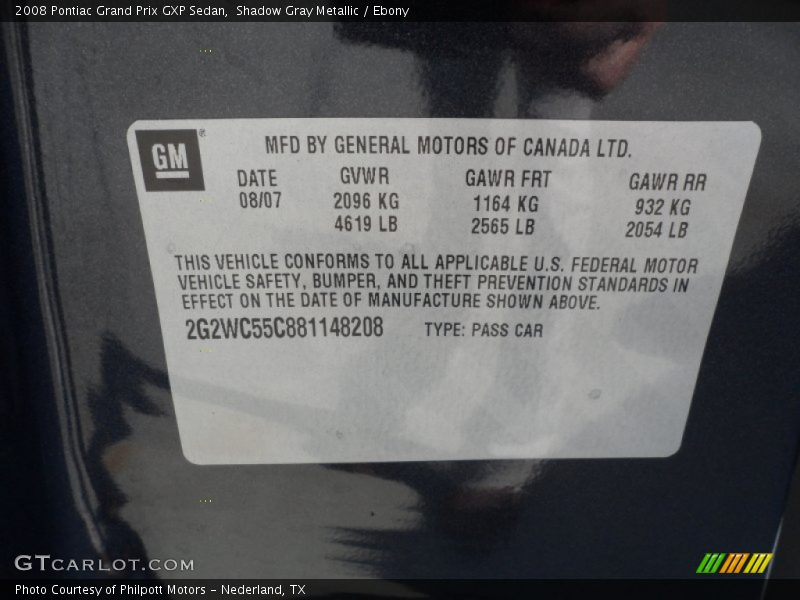 2008 Pontiac Grand Prix GXP Sedan,  Shadow Gray Metallic / Ebony
GM ®
MFD BY GENERAL MOTORS OF CANADA LTD.
DATE GVWR GAWR FRT GAWR RR
08/07 2096 KG 1164 KG 932 KG
4619 LB 2565 LB 2054 LB
THIS VEHICLE CONFORMS TO ALL APPLICABLE U.S. FEDERAL MOTOR
VEHICLE SAFETY, BUMPER, AND THEFT PREVENTION STANDARDS IN
EFFECT ON THE DATE OF MANUFACTURE SHOWN ABOVE.
2G2WC55C881148208 TYPE: PASS CAR
GTCARLOT.COM
Photo Courtesy of Philpott Motors - Nederland, TX